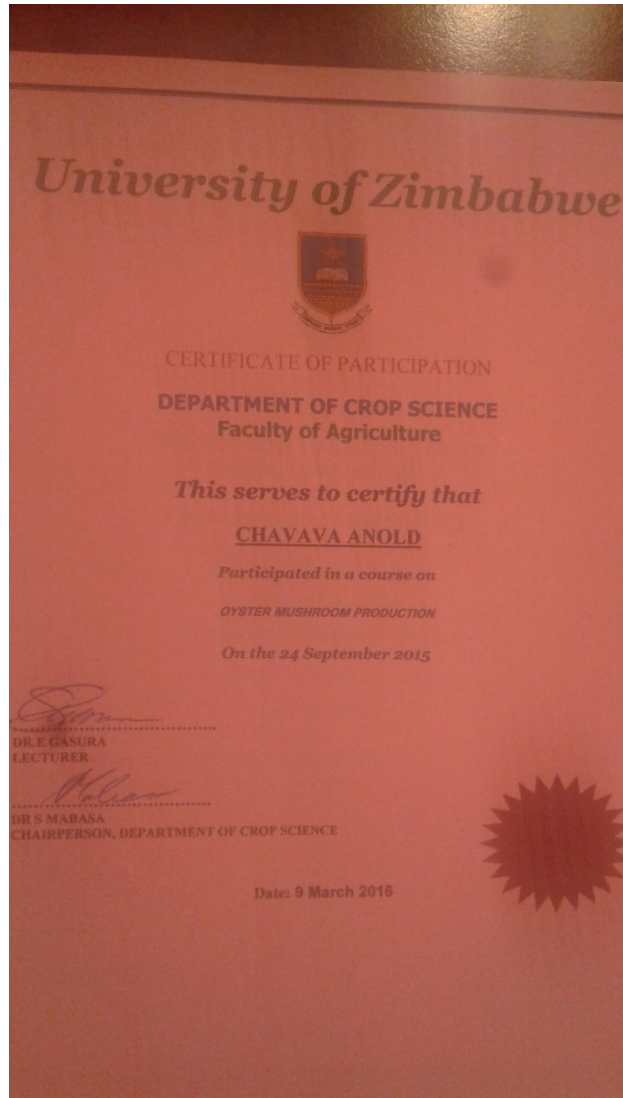 University of Zimbabwe
CERTIFICATE OF PARTICIPATION
DEPARTMENT OF CROP SCIENCE
Faculty of Agriculture
This serves to certify that
CHAVAVA ANOLD
Participated in a course on
OYSTER MUSHROOM PRODUCTION
On the 24 September 2015
DR.E GASURA
LECTURER
DR S MABASA
CHAIRPERSON, DEPARTMENT OF CROP SCIENCE
Date: 9 March 2016